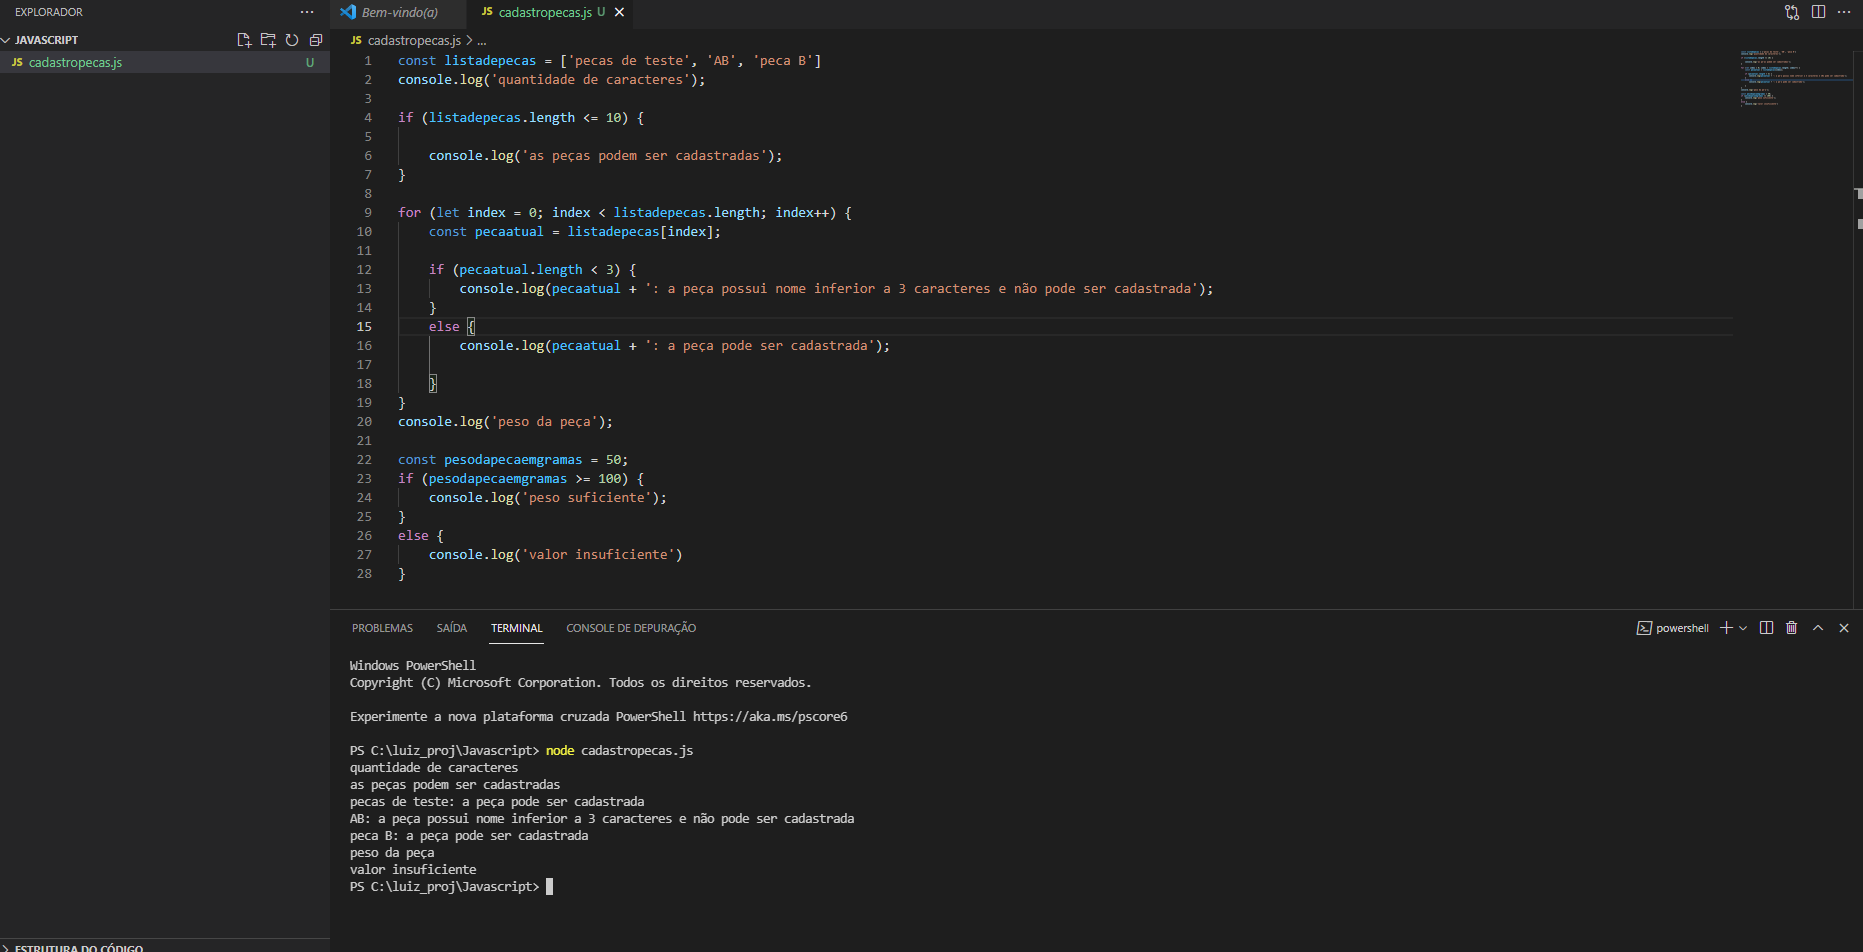 EXPLORADOR
JAVASCRIPT
JS cadastropecas.js U
ESTRUTURA DO CÓDIGO
Bem-vindo(a)
JS cadastropecas.js U
JS cadastropecas.js > ...
1 const listadepecas = ['pecas de teste', 'AB', 'peca B']
2 console.log('quantidade de caracteres');
3
4 if (listadepecas.length <= 10) {
5
6 console.log('as peças podem ser cadastradas');
7 }
8
9 for (let index = 0; index < listadepecas.length; index++) {
10 const pecaatual = listadepecas[index];
11
12 if (pecaatual.length < 3) {
13 console.log(pecaatual + ': a peça possui nome inferior a 3 caracteres e não pode ser cadastrada');
14 }
15 else {
16 console.log(pecaatual + ': a peça pode ser cadastrada');
17
18 }
19 }
20 console.log('peso da peça');
21
22 const pesodapecaemgramas = 50;
23 if (pesodapecaemgramas >= 100) {
24 console.log('peso suficiente');
25 }
26 else {
27 console.log('valor insuficiente')
28 }
PROBLEMAS SAÍDA TERMINAL CONSOLE DE DEPURAÇÃO
powershell
Windows PowerShell
Copyright (C) Microsoft Corporation. Todos os direitos reservados.
Experimente a nova plataforma cruzada PowerShell https://aka.ms/pscore6
PS C:\luiz_proj\Javascript> node cadastropecas.js
quantidade de caracteres
as peças podem ser cadastradas
pecas de teste: a peça pode ser cadastrada
AB: a peça possui nome inferior a 3 caracteres e não pode ser cadastrada
peca B: a peça pode ser cadastrada
peso da peça
valor insuficiente
PS C:\luiz_proj\Javascript>